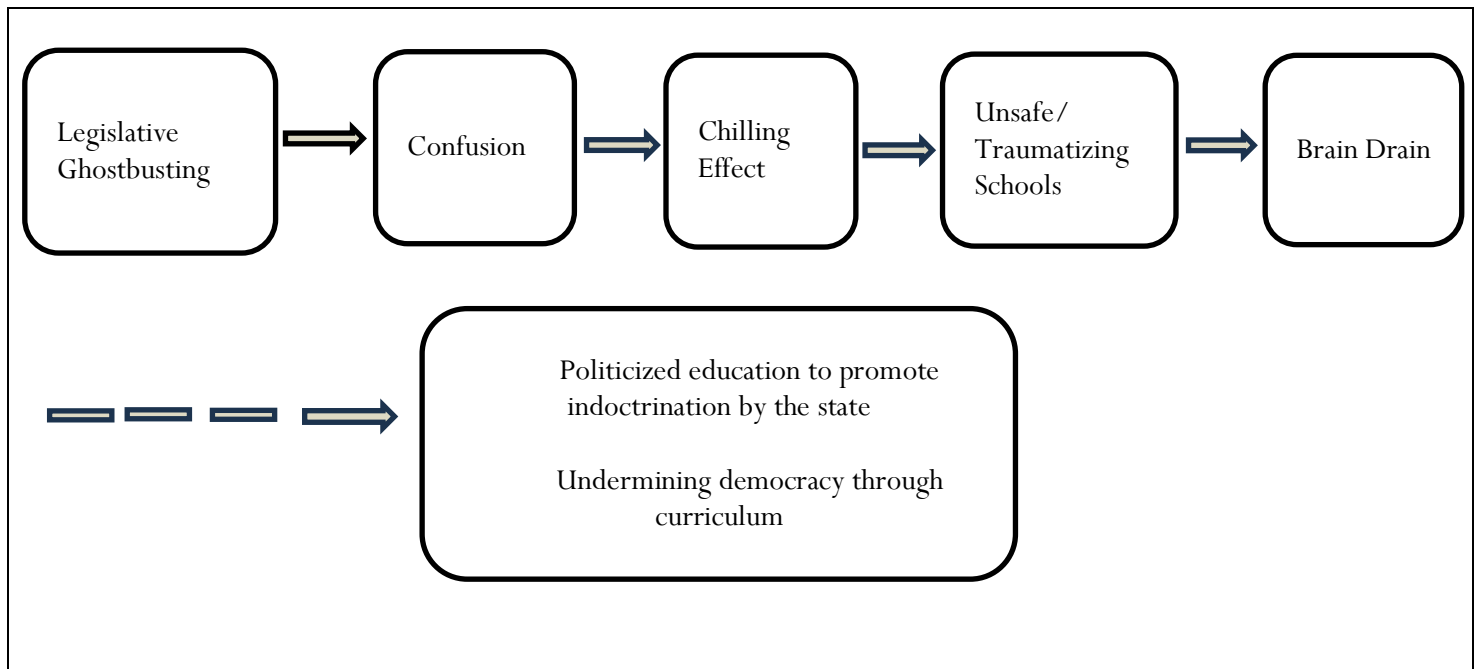 Legislative
Ghostbusting
Confusion
Chilling
Effect
Unsafe/
Traumatizing
Schools
Brain Drain
Politicized education to promote
indoctrination by the state
Undermining democracy through
curriculum